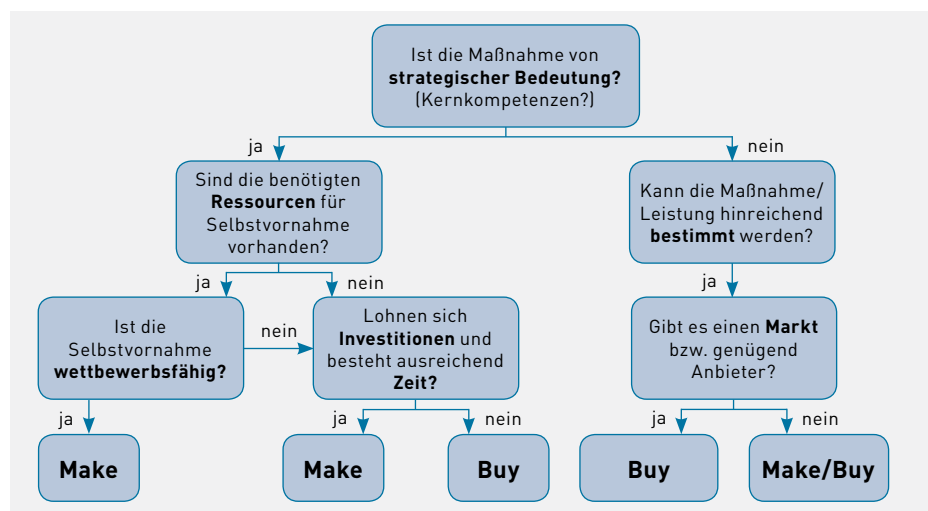 Ist die Maßnahme von
strategischer Bedeutung?
(Kernkompetenzen?)
ja
nein
Sind die benötigten
Ressourcen für
Selbstvornahme
vorhanden?
Kann die Maßnahme/
Leistung hinreichend
bestimmt werden?
ja
nein
ja
Ist die
Selbstvornahme
wettbewerbsfähig?
nein
Lohnen sich
Investitionen und
besteht ausreichend
Zeit?
Gibt es einen Markt
bzw. genügend
Anbieter?
ja
ja
nein
ja
nein
Make
Make
Buy
Buy
Make/Buy